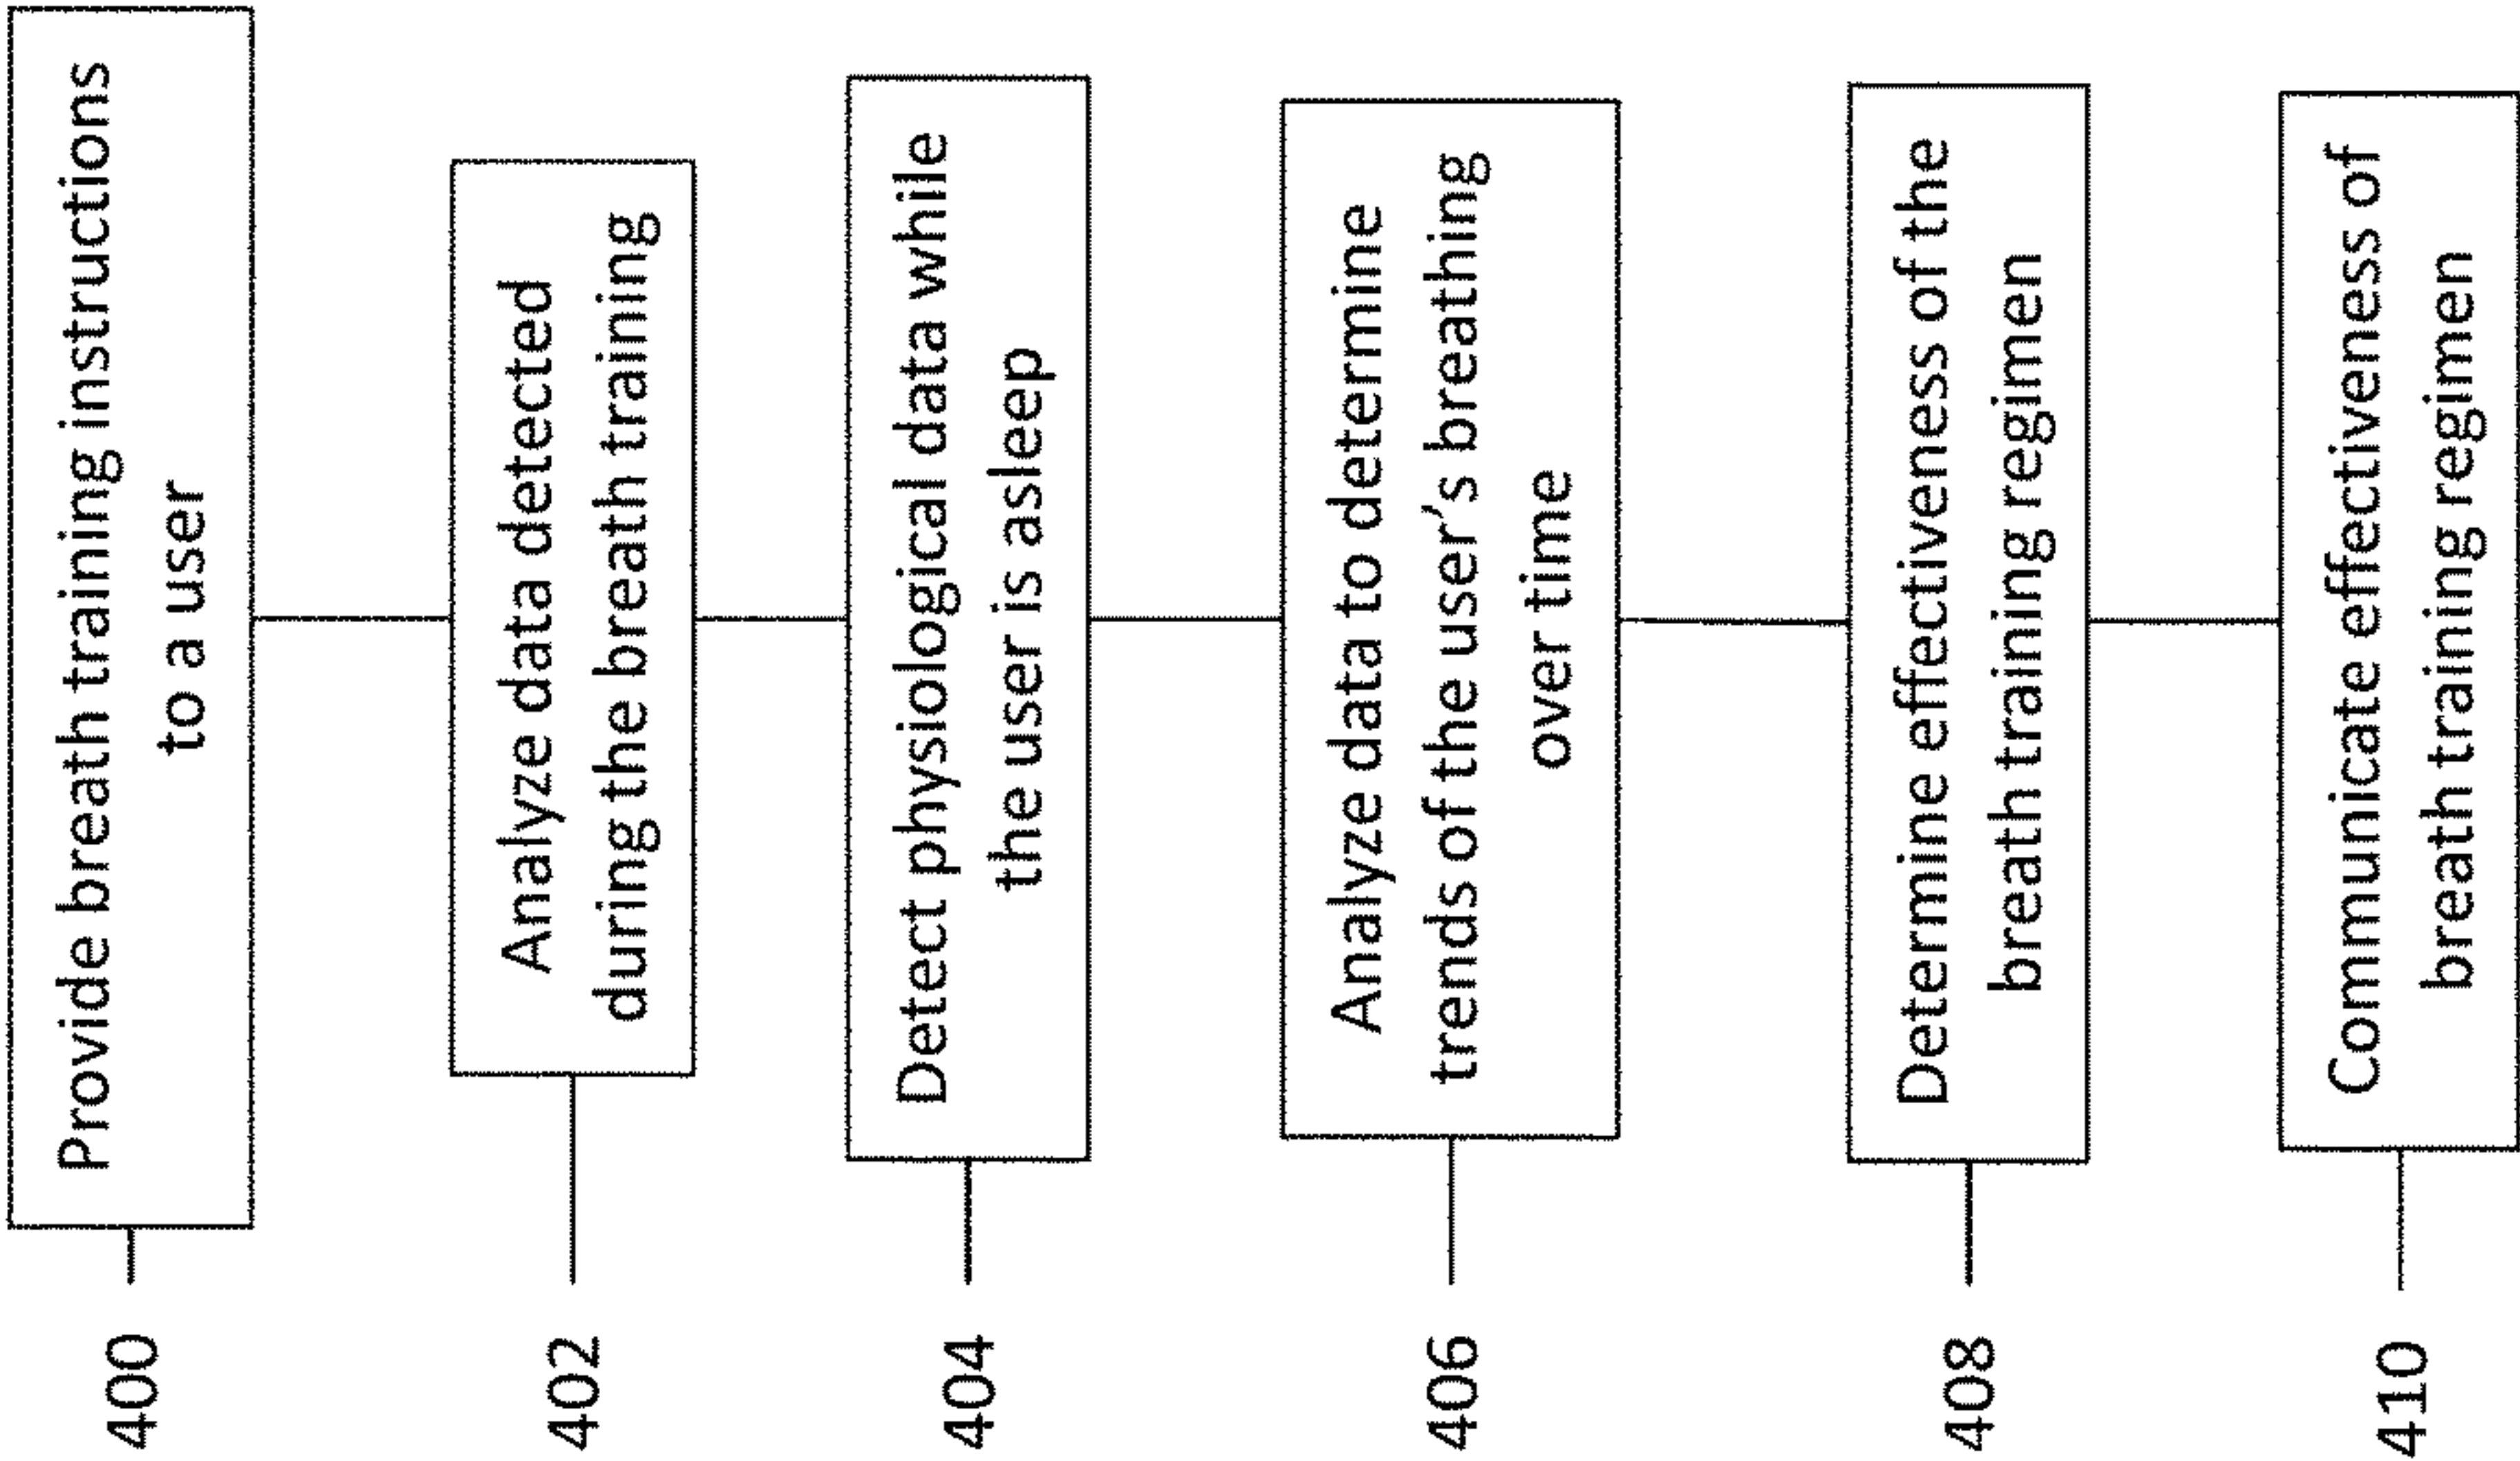 400
Provide breath training instructions
to a user
402
Analyze data detected
during the breath training
404
Detect physiological data while
the user is asleep
406
Analyze data to determine
trends of the user's breathing
over time
408
Determine effectiveness of the
breath training regimen
410
Communicate effectiveness of
breath training regimen